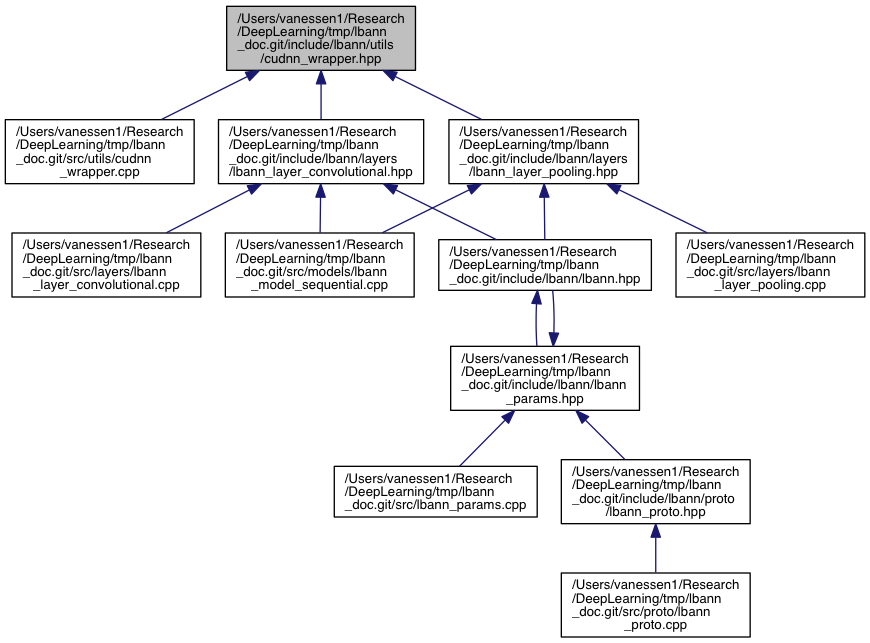 /Users/vanessen1/Research
/DeepLearning/tmp/lbann
_doc.git/include/lbann/utils
/cudnn_wrapper.hpp
/Users/vanessen1/Research
/DeepLearning/tmp/lbann
_doc.git/src/utils/cudnn
_wrapper.cpp
/Users/vanessen1/Research
/DeepLearning/tmp/lbann
_doc.git/include/lbann/layers
/lbann_layer_convolutional.hpp
/Users/vanessen1/Research
/DeepLearning/tmp/lbann
_doc.git/include/lbann/layers
/lbann_layer_pooling.hpp
/Users/vanessen1/Research
/DeepLearning/tmp/lbann
_doc.git/src/layers/lbann
_layer_convolutional.cpp
/Users/vanessen1/Research
/DeepLearning/tmp/lbann
_doc.git/src/models/lbann
_model_sequential.cpp
/Users/vanessen1/Research
/DeepLearning/tmp/lbann
_doc.git/include/lbann/lbann.hpp
/Users/vanessen1/Research
/DeepLearning/tmp/lbann
_doc.git/src/layers/lbann
_layer_pooling.cpp
/Users/vanessen1/Research
/DeepLearning/tmp/lbann
_doc.git/include/lbann/lbann
_params.hpp
/Users/vanessen1/Research
/DeepLearning/tmp/lbann
_doc.git/src/lbann_params.cpp
/Users/vanessen1/Research
/DeepLearning/tmp/lbann
_doc.git/include/lbann/proto
/lbann_proto.hpp
/Users/vanessen1/Research
/DeepLearning/tmp/lbann
_doc.git/src/proto/lbann
_proto.cpp